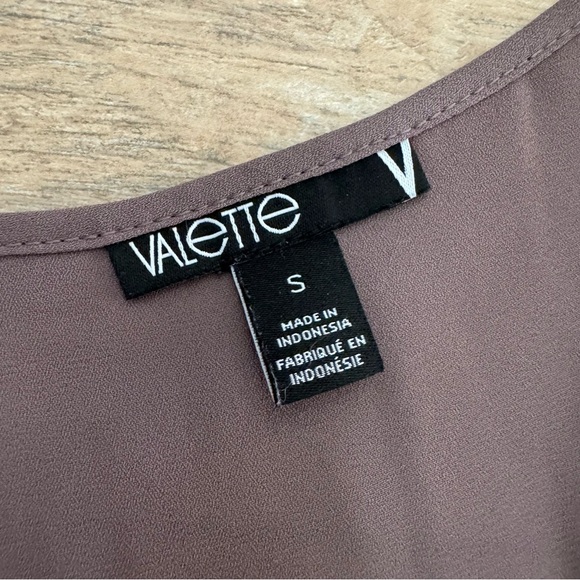 VALETTE V
S
MADE IN
INDONESIA
FABRIQUÉ EN
INDONÉSIE